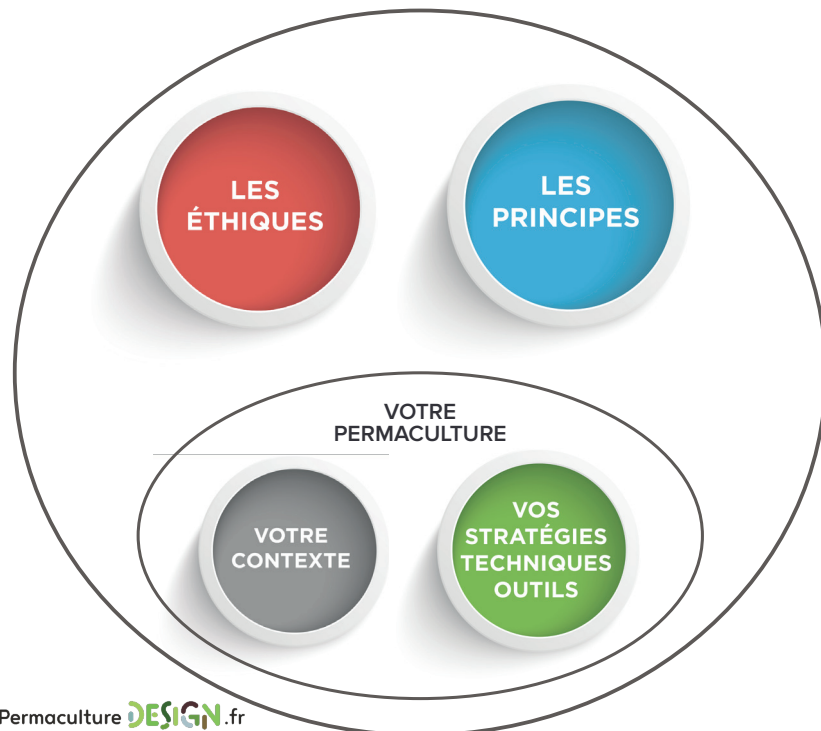 LES
ÉTHIQUES
LES
PRINCIPES
VOTRE
PERMACULTURE
VOTRE
CONTEXTE
VOS
STRATÉGIES
TECHNIQUES
OUTILS
Permaculture DESIGN.fr